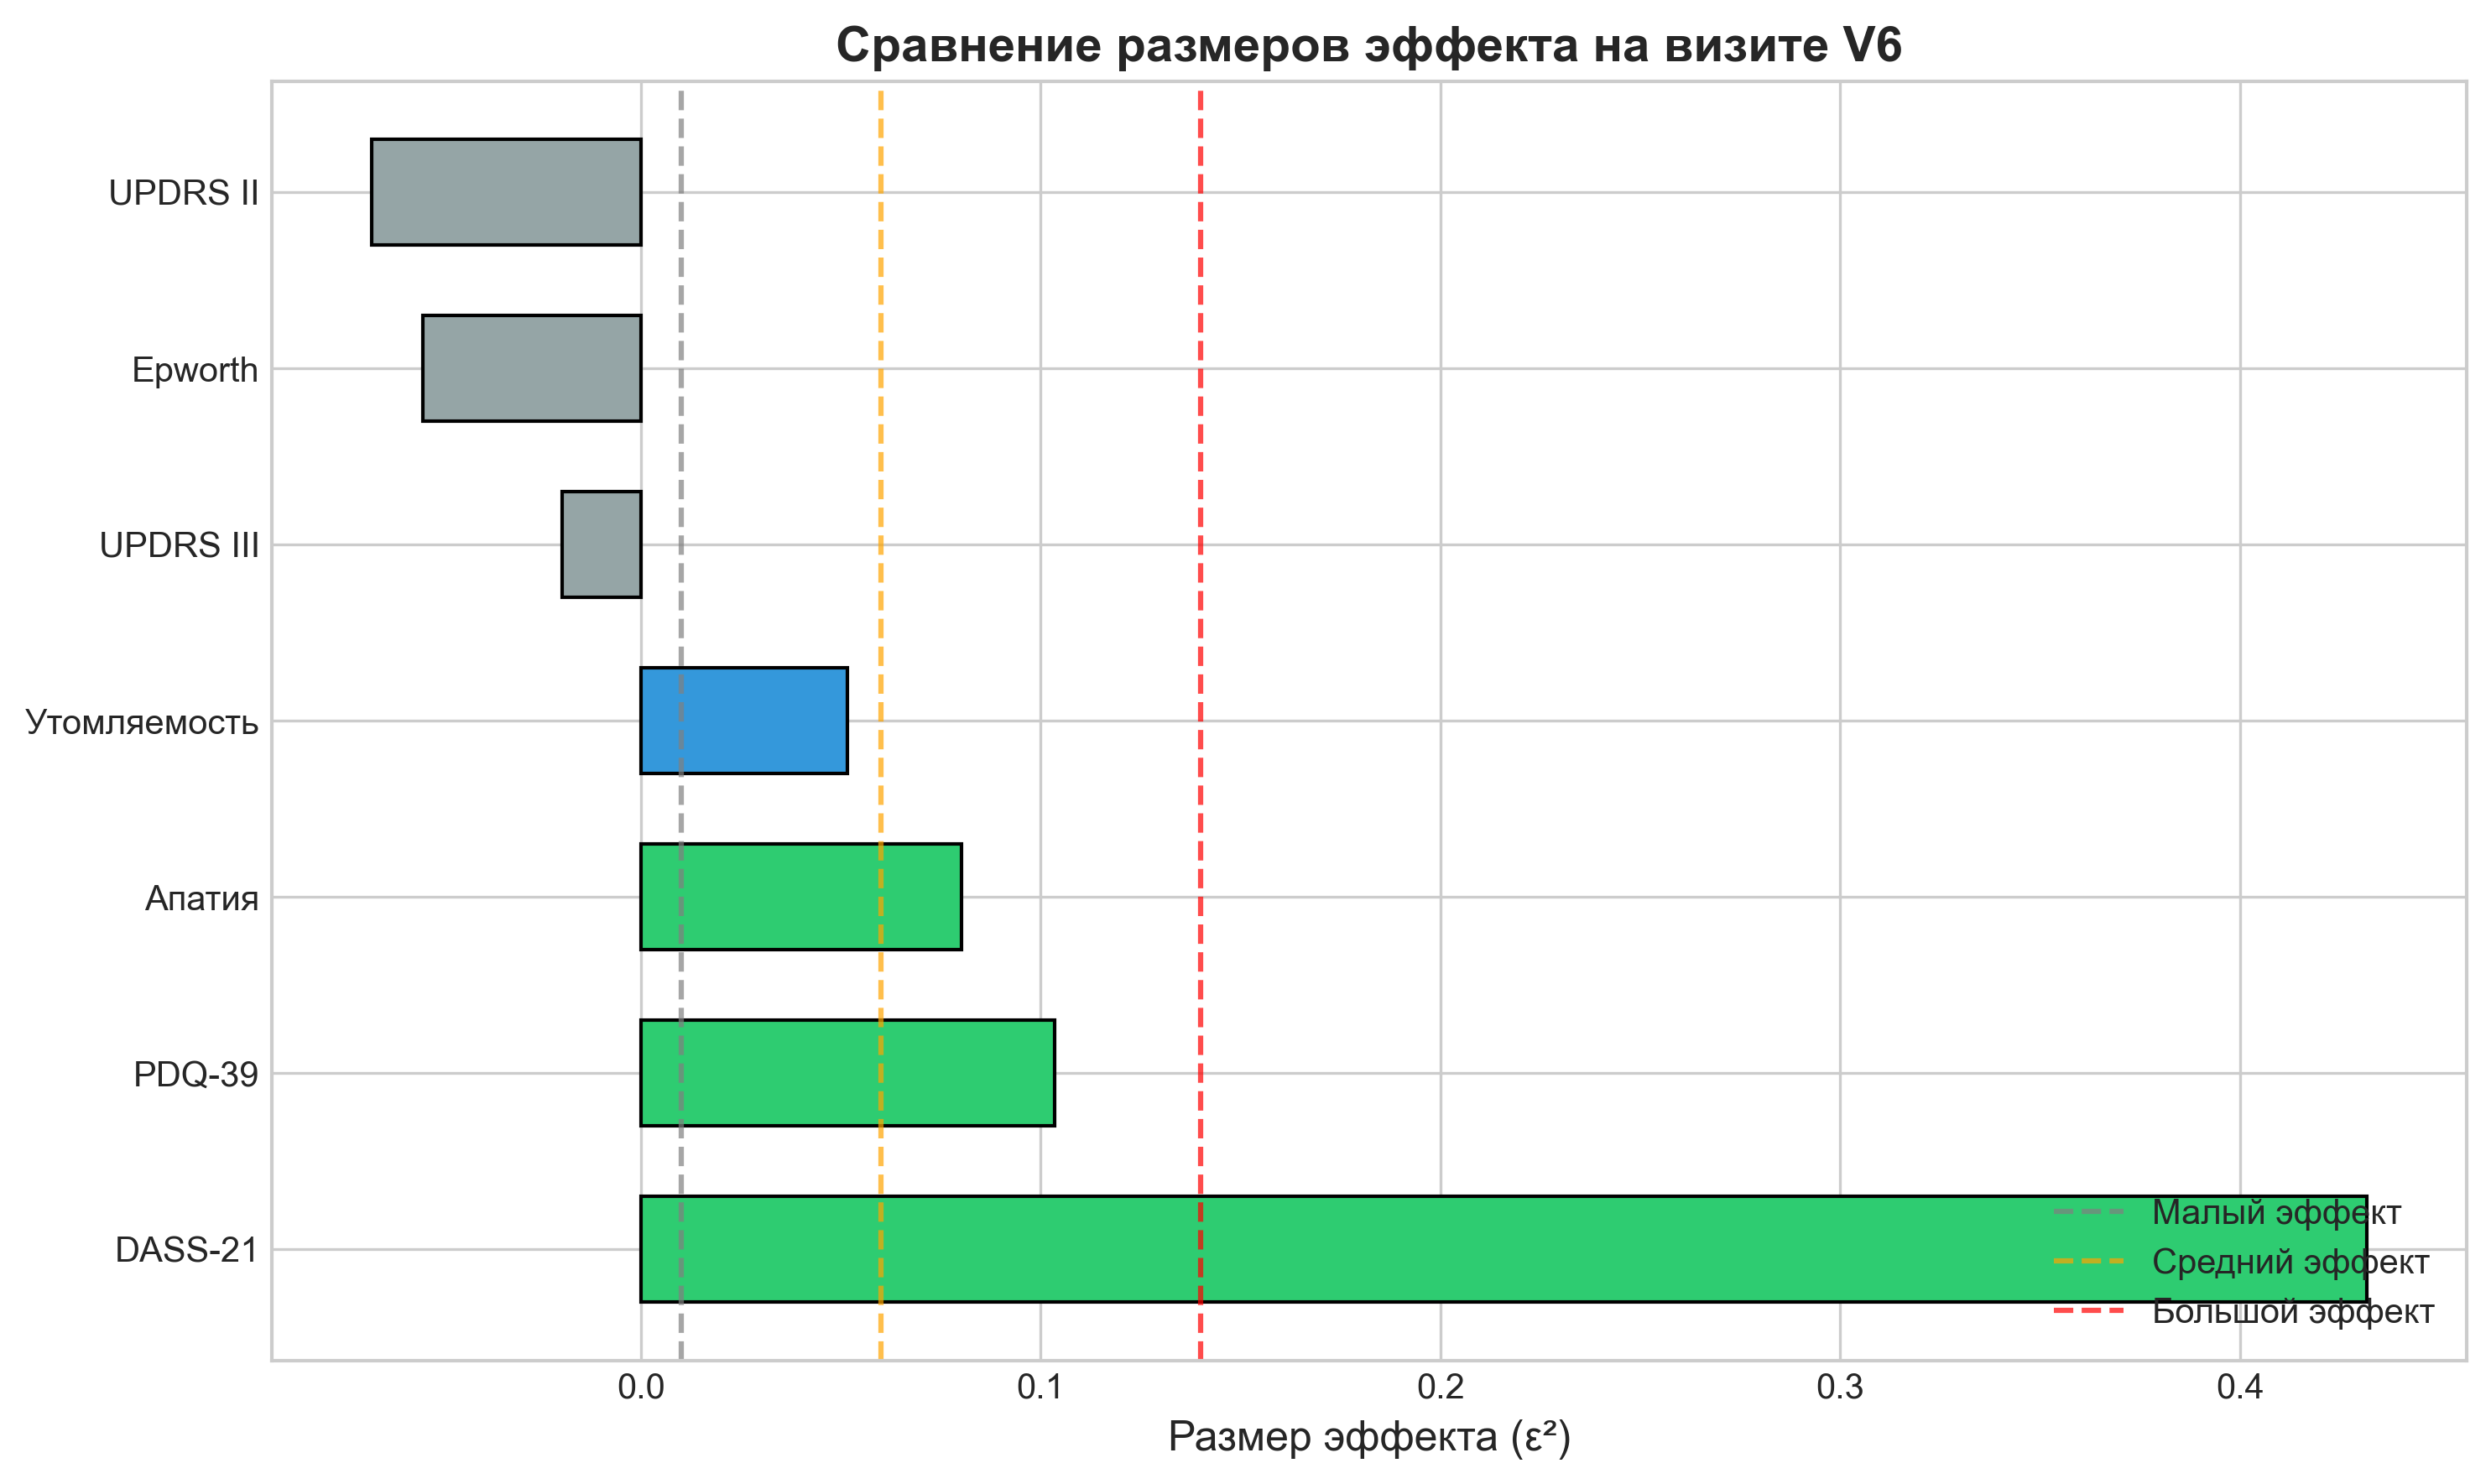 Сравнение размеров эффекта на визите V6
UPDRS II
Epworth
UPDRS III
Утомляемость
Апатия
PDQ-39
DASS-21
Малый эффект
Средний эффект
Большой эффект
0.0 0.1 0.2 0.3 0.4
Размер эффекта (ε²)